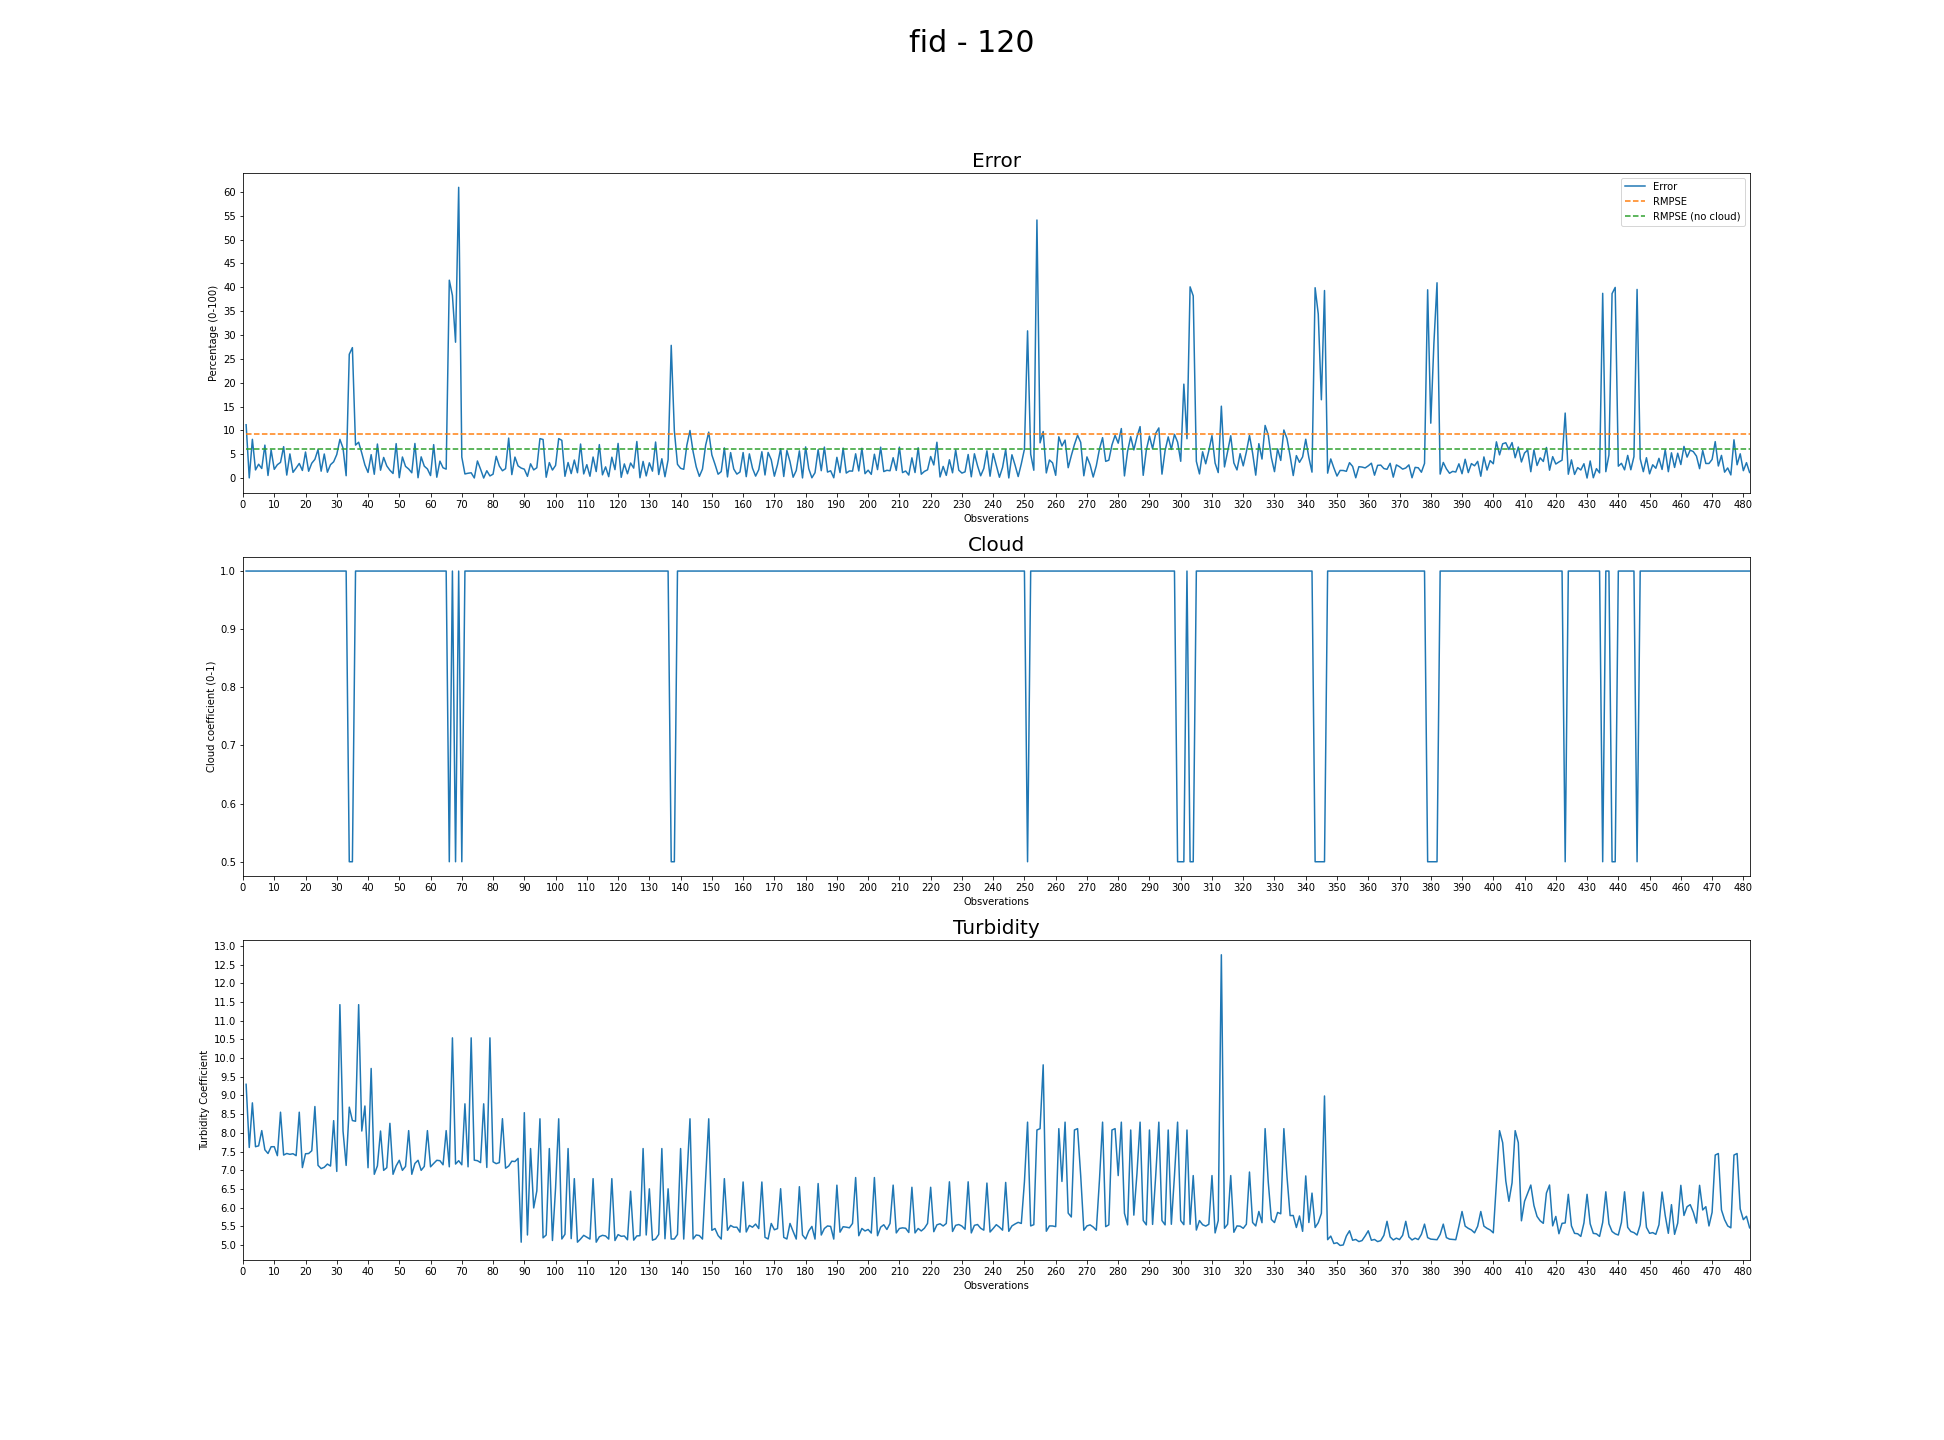 fid - 120
Error
60
55
50
45
40
35
30
25
20
15
10
5
0
Percentage (0-100)
Error
RMPSE
RMPSE (no cloud)
0 10 20 30 40 50 60 70 80 90 100 110 120 130 140 150 160 170 180 190 200 210 220 230 240 250 260 270 280 290 300 310 320 330 340 350 360 370 380 390 400 410 420 430 440 450 460 470 480
Obsverations
Cloud
1.0
0.9
0.8
0.7
0.6
0.5
Cloud coefficient (0-1)
0 10 20 30 40 50 60 70 80 90 100 110 120 130 140 150 160 170 180 190 200 210 220 230 240 250 260 270 280 290 300 310 320 330 340 350 360 370 380 390 400 410 420 430 440 450 460 470 480
Obsverations
Turbidity
13.0
12.5
12.0
11.5
11.0
10.5
10.0
9.5
9.0
8.5
8.0
7.5
7.0
6.5
6.0
5.5
5.0
Turbidity Coefficient
0 10 20 30 40 50 60 70 80 90 100 110 120 130 140 150 160 170 180 190 200 210 220 230 240 250 260 270 280 290 300 310 320 330 340 350 360 370 380 390 400 410 420 430 440 450 460 470 480
Obsverations